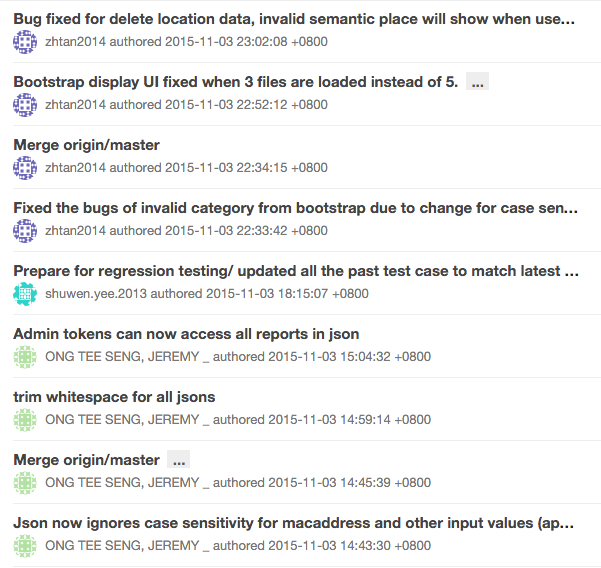 Bug fixed for delete location data, invalid semantic place will show when use...
zhtan2014 authored 2015-11-03 23:02:08 +0800
Bootstrap display UI fixed when 3 files are loaded instead of 5. ...
zhtan2014 authored 2015-11-03 22:52:12 +0800
Merge origin/master
zhtan2014 authored 2015-11-03 22:34:15 +0800
Fixed the bugs of invalid category from bootstrap due to change for case sen...
zhtan2014 authored 2015-11-03 22:33:42 +0800
Prepare for regression testing/ updated all the past test case to match latest ...
shuwen.yee.2013 authored 2015-11-03 18:15:07 +0800
Admin tokens can now access all reports in json
ONG TEE SENG, JEREMY _ authored 2015-11-03 15:04:32 +0800
trim whitespace for all jsons
ONG TEE SENG, JEREMY _ authored 2015-11-03 14:59:14 +0800
Merge origin/master ...
ONG TEE SENG, JEREMY _ authored 2015-11-03 14:45:39 +0800
Json now ignores case sensitivity for macaddress and other input values (ap...
ONG TEE SENG, JEREMY _ authored 2015-11-03 14:43:30 +0800